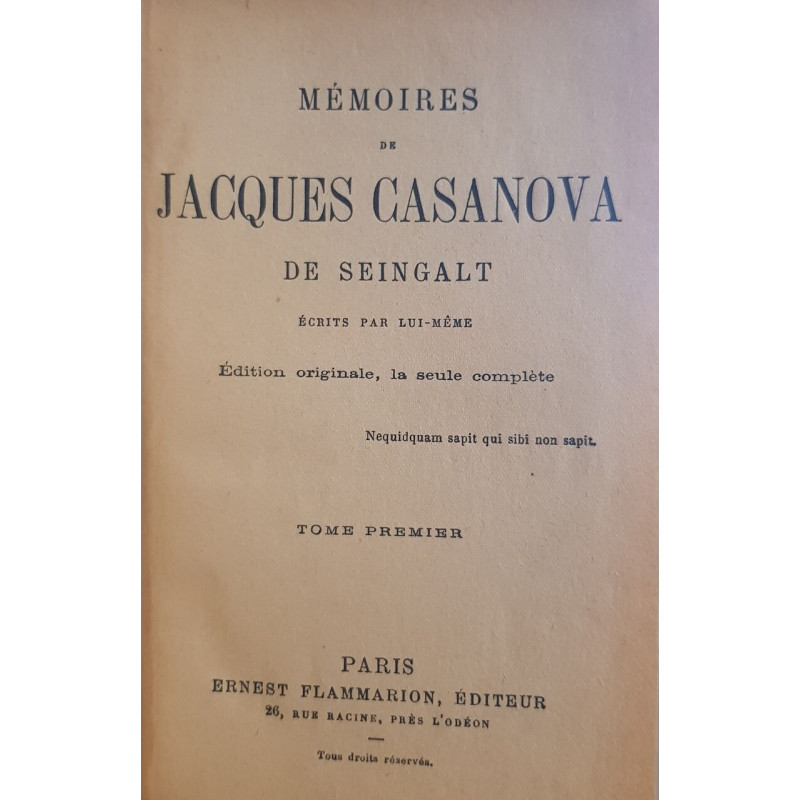 MÉMOIRES
DE
JACQUES CASANOVA
DE SEINGALT
ÉCRITS PAR LUI-MÊME
Édition originale, la seule complète
Nequidquam sapit qui sibi non sapit.
TOME PREMIER
PARIS
ERNEST FLAMMARION, ÉDITEUR
26, RUE RACINE, PRÈS L'ODÉON
Tous droits réservés.